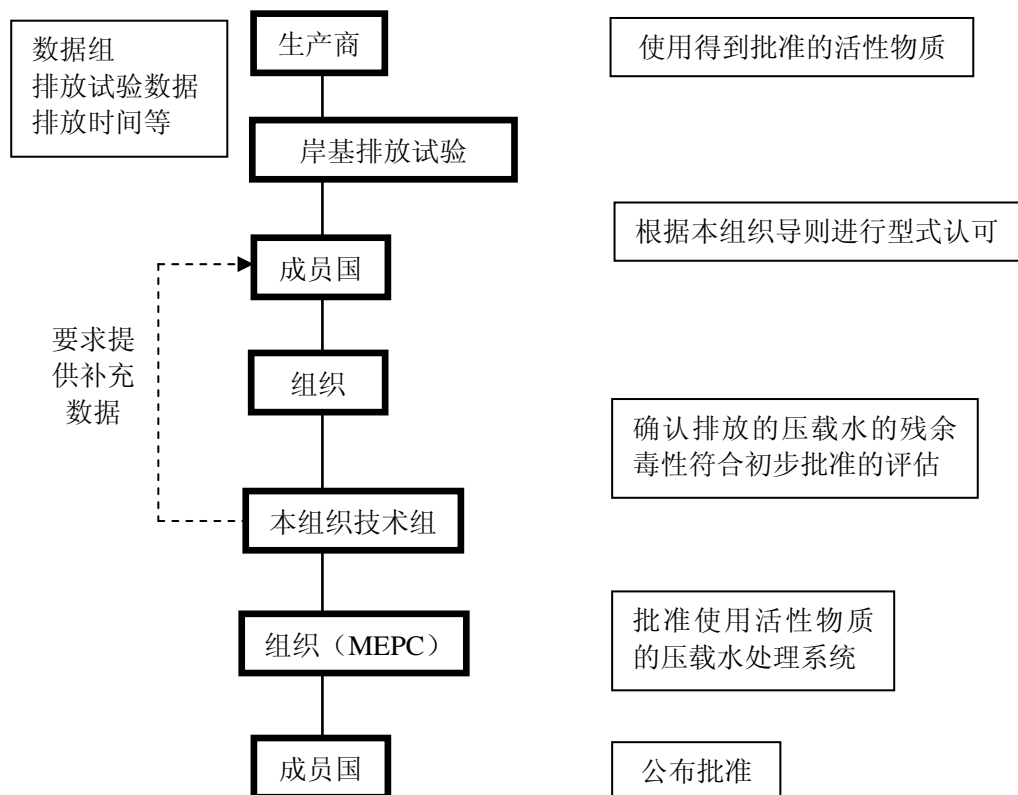 数据组
排放试验数据
排放时间等
生产商
使用得到批准的活性物质
岸基排放试验
根据本组织导则进行型式认可
成员国
要求提
供补充
数据
组织
确认排放的压载水的残余
毒性符合初步批准的评估
本组织技术组
组织（MEPC）
批准使用活性物质
的压载水处理系统
成员国
公布批准